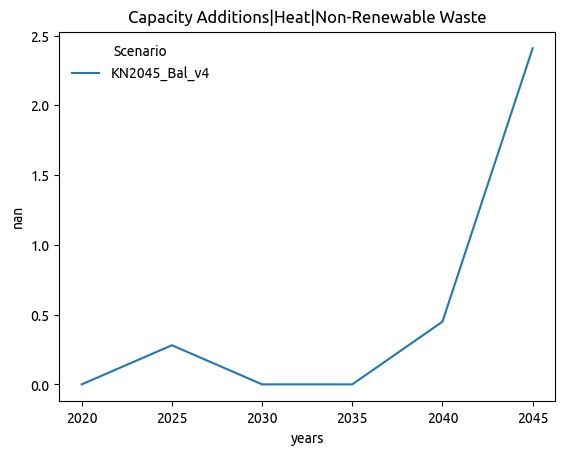 Capacity Additions|Heat|Non-Renewable Waste
2.5
Scenario
KN2045_Bal_v4
2.0
1.5
nan
1.0
0.5
0.0
2020 2025 2030 2035 2040 2045
years